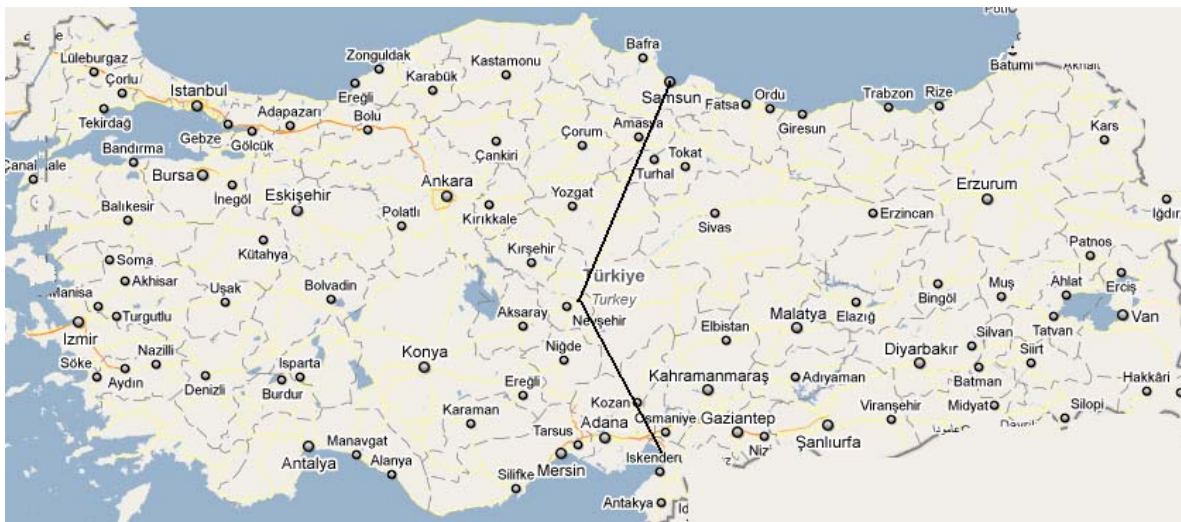 Poti
Batumi
Bafra
Samsun
Zonguldak
Kastamonu
Karabük
Ereğli
Bolu
Lüleburgaz
Çorlu
Istanbul
Tekirdağ
Adapazarı
Gebze
Gölcük
Bandırma
Fatsa
Ordu
Giresun
Trabzon
Rize
Kars
Amasya
Çorum
Çankiri
Tokat
Turhal
Bursa
İnegöl
Eskişehir
Ankara
Kırıkkale
Yozgat
Polatlı
Balıkesir
Sivas
Erzincan
Erzurum
Iğdır
Kütahya
Kırşehir
Patnos
Soma
Akhisar
Manisa
Turgutlu
Uşak
Bolvadin
Türkiye
Turkey
Nevşehir
Aksaray
Niğde
Elbistan
Malatya
Elazığ
Bingöl
Muş
Ahlat
Erciş
Van
Tatvan
Izmir
Söke
Nazilli
Aydın
Denizli
Isparta
Burdur
Konya
Ereğli
Karaman
Kahramanmaraş
Adıyaman
Diyarbakır
Silvan
Siirt
Batman
Midyat
Hakkâri
Silopi
Viranşehir
Kozan
Osmaniye
Gaziantep
Niz
Şanlıurfa
Adana
Tarsus
Mersin
Antalya
Manavgat
Alanya
Silifke
Iskenderu
Antakya